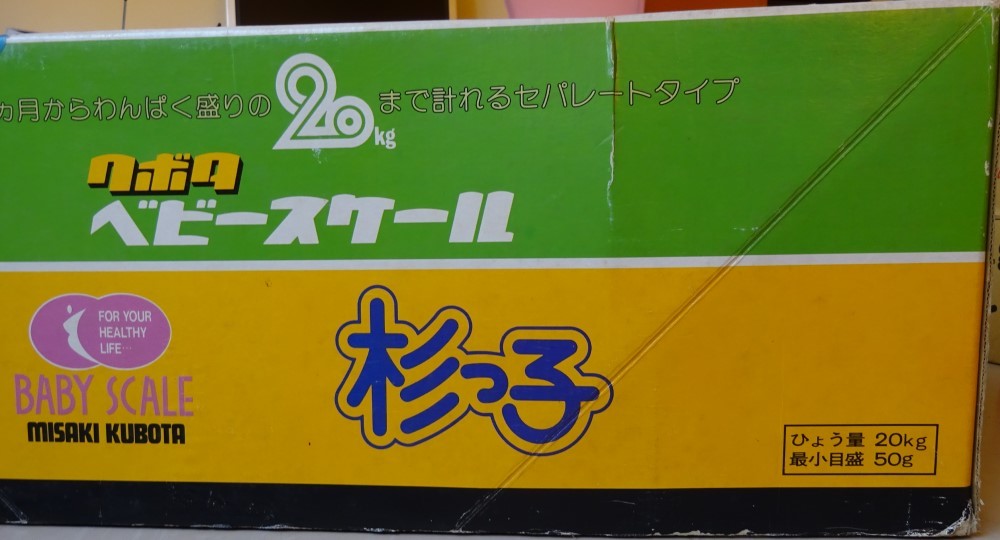 カ月からわんぱく盛りの20kgまで計れるセパレートタイプ
クボタ
ベビースケール
FOR YOUR
HEALTHY
LIFE…
BABY SCALE
MISAKI KUBOTA
杉っ子
ひょう量 20kg
最小目盛 50g